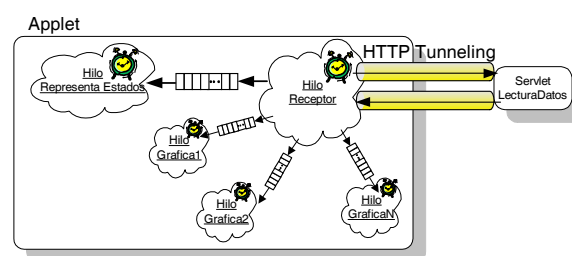 Applet
HTTP Tunneling
Hilo
Representa Estados
Hilo
Receptor
Servlet
LecturaDatos
Hilo
Grafica1
Hilo
Grafica2
Hilo
GraficaN